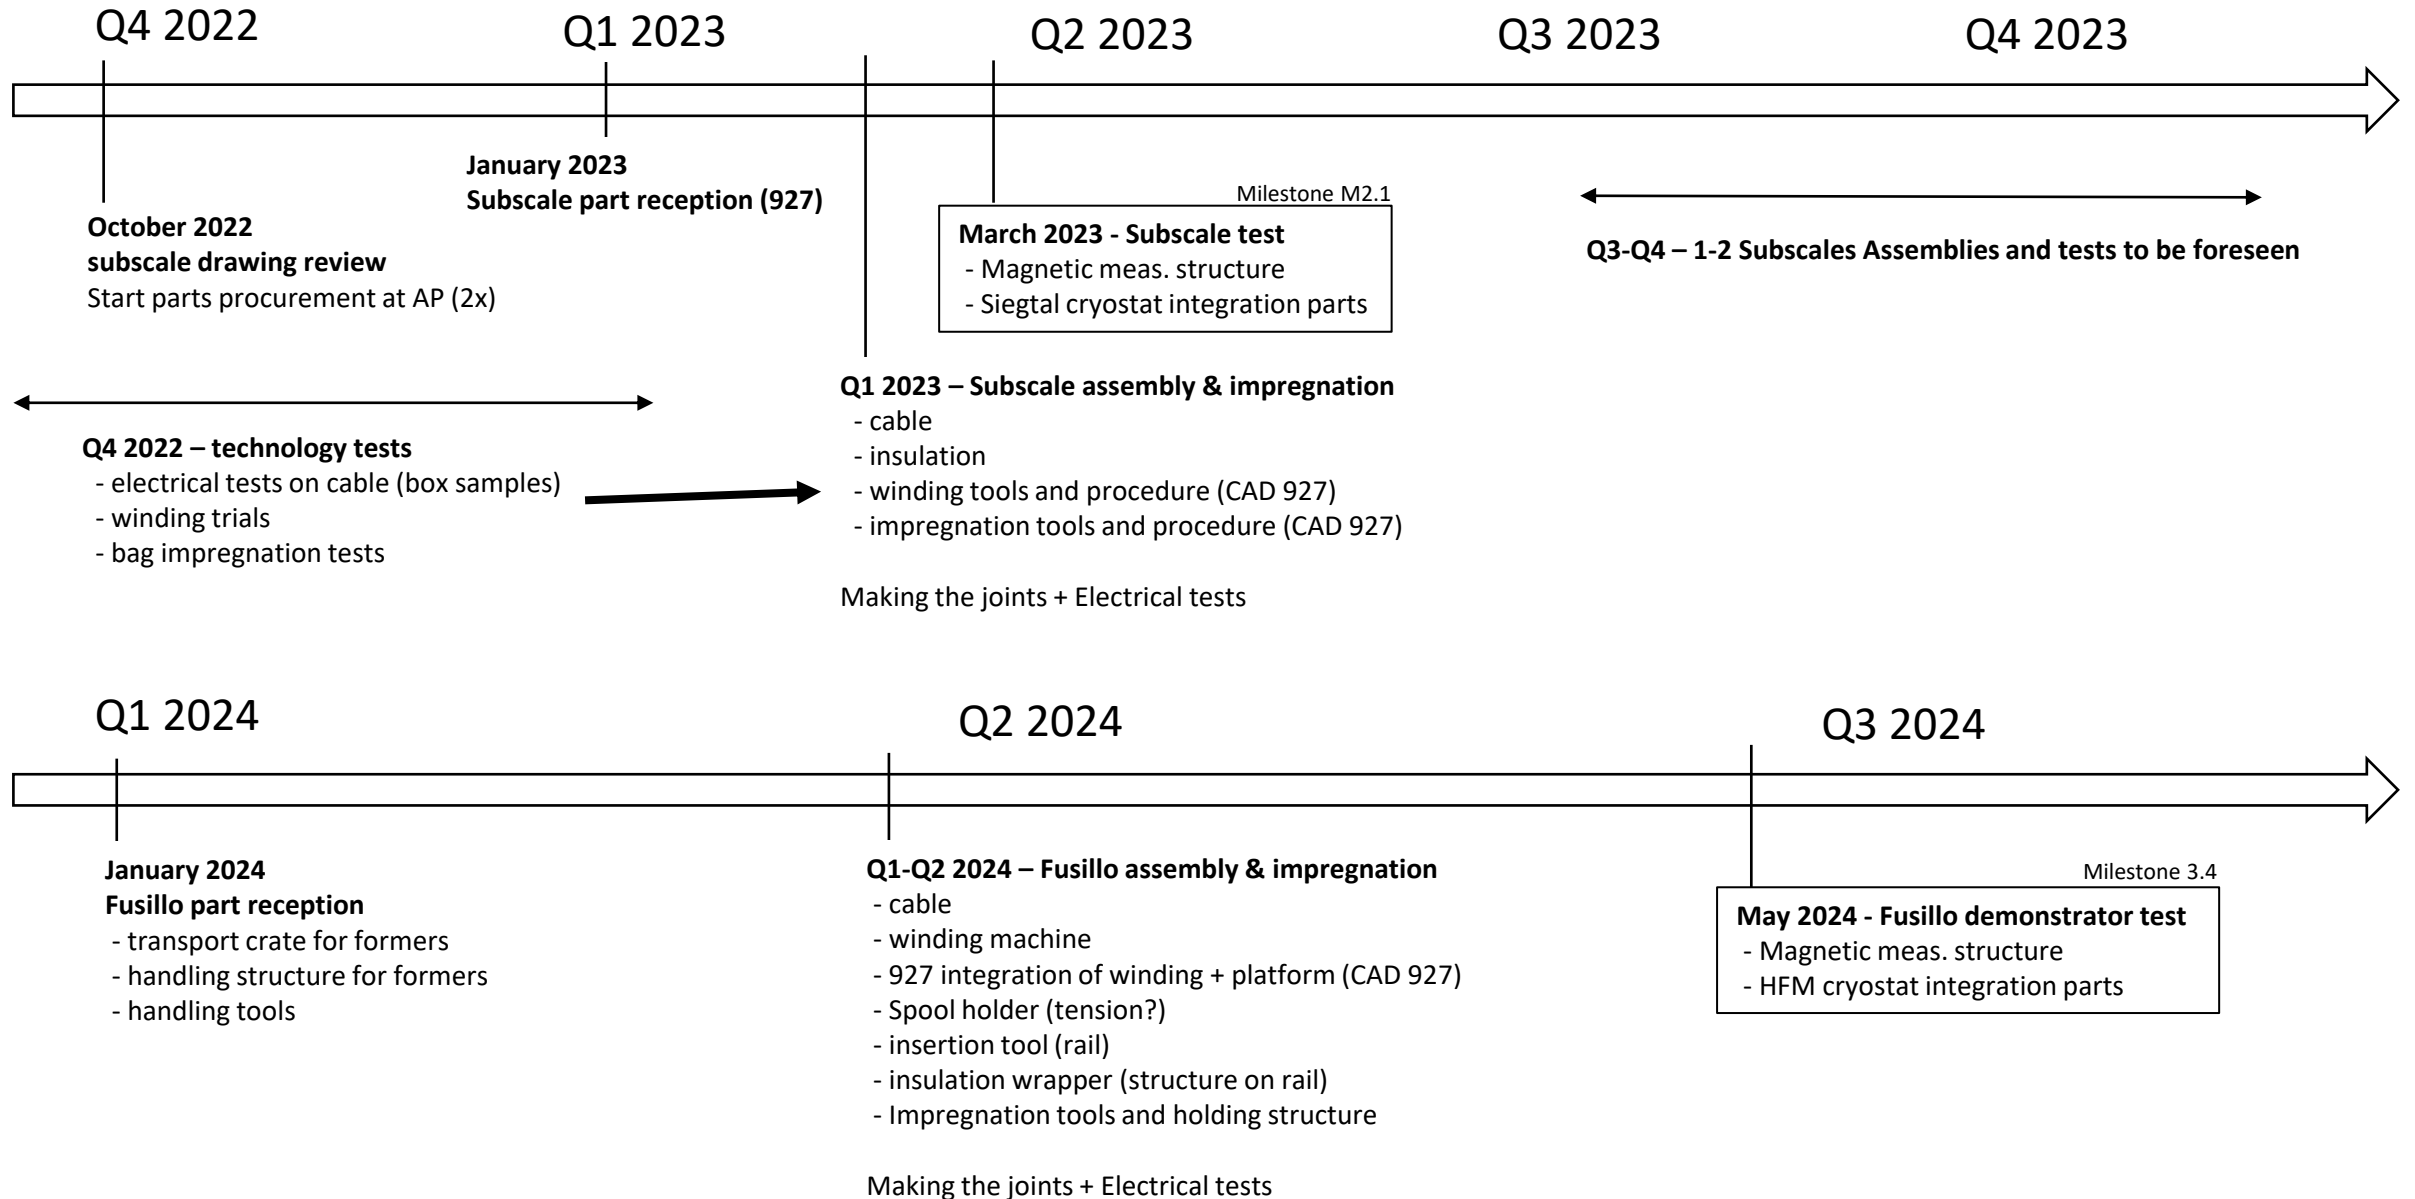 Q4 2022
Q1 2023
Q2 2023
Q3 2023
Q4 2023
October 2022
subscale drawing review
Start parts procurement at AP (2x)
January 2023
Subscale part reception (927)
Milestone M2.1
March 2023 - Subscale test
- Magnetic meas. structure
- Siegtal cryostat integration parts
Q3-Q4 – 1-2 Subscales Assemblies and tests to be foreseen
Q4 2022 – technology tests
- electrical tests on cable (box samples)
- winding trials
- bag impregnation tests
Q1 2023 – Subscale assembly & impregnation
- cable
- insulation
- winding tools and procedure (CAD 927)
- impregnation tools and procedure (CAD 927)
Making the joints + Electrical tests
Q1 2024
Q2 2024
Q3 2024
January 2024
Fusillo part reception
- transport crate for formers
- handling structure for formers
- handling tools
Q1-Q2 2024 – Fusillo assembly & impregnation
- cable
- winding machine
- 927 integration of winding + platform (CAD 927)
- Spool holder (tension?)
- insertion tool (rail)
- insulation wrapper (structure on rail)
- Impregnation tools and holding structure
Making the joints + Electrical tests
Milestone 3.4
May 2024 - Fusillo demonstrator test
- Magnetic meas. structure
- HFM cryostat integration parts